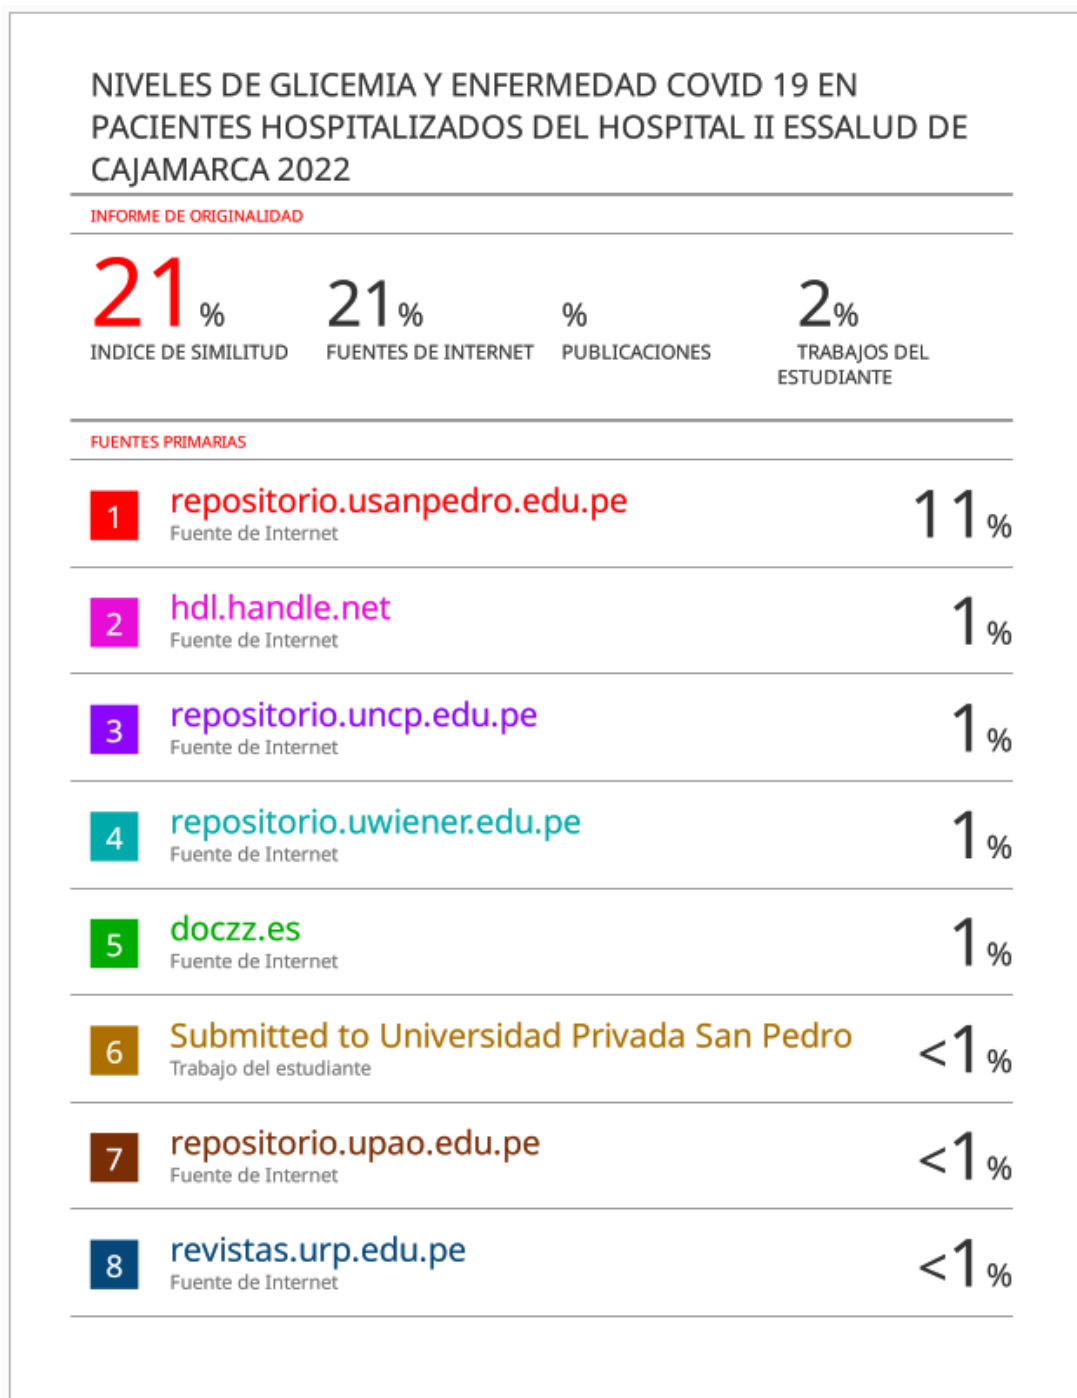 NIVELES DE GLICEMIA Y ENFERMEDAD COVID 19 EN
PACIENTES HOSPITALIZADOS DEL HOSPITAL II ESSALUD DE
CAJAMARCA 2022
INFORME DE ORIGINALIDAD
21% 21% % 2%
INDICE DE SIMILITUD FUENTES DE INTERNET PUBLICACIONES TRABAJOS DEL
ESTUDIANTE
FUENTES PRIMARIAS
1 repositorio.usanpedro.edu.pe 11%
Fuente de Internet
2 hdl.handle.net 1%
Fuente de Internet
3 repositorio.uncp.edu.pe 1%
Fuente de Internet
4 repositorio.uwiener.edu.pe 1%
Fuente de Internet
5 doczz.es 1%
Fuente de Internet
6 Submitted to Universidad Privada San Pedro <1%
Trabajo del estudiante
7 repositorio.upao.edu.pe <1%
Fuente de Internet
8 revistas.urp.edu.pe <1%
Fuente de Internet